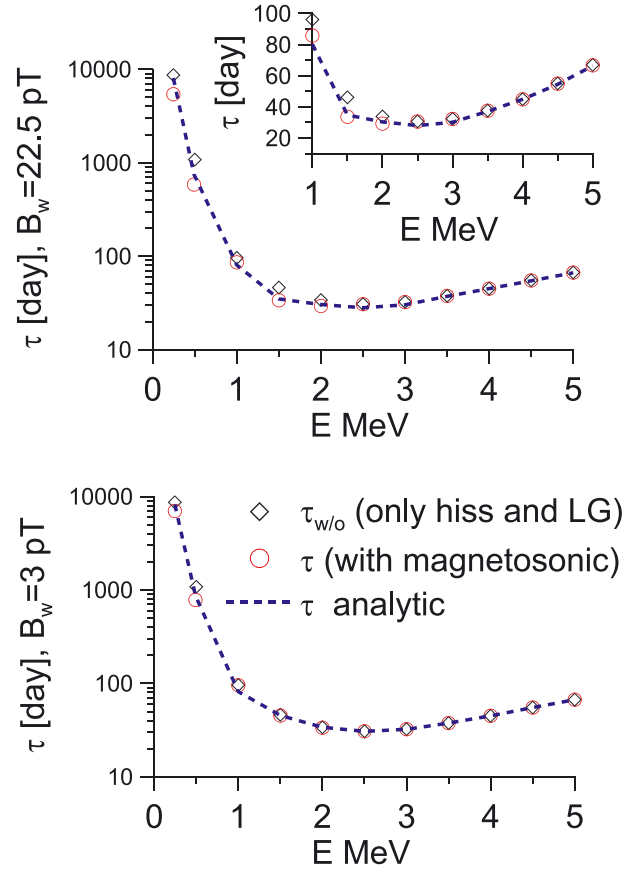 100
80
60
40
20
τ [day]
1 2 3 4 5
E MeV
10000
1000
100
10
τ [day], B_w=22.5 pT
0 1 2 3 4 5
E MeV
10000
1000
100
10
τ [day], B_w=3 pT
τ_w/o (only hiss and LG)
τ (with magnetosonic)
τ analytic
0 1 2 3 4 5
E MeV